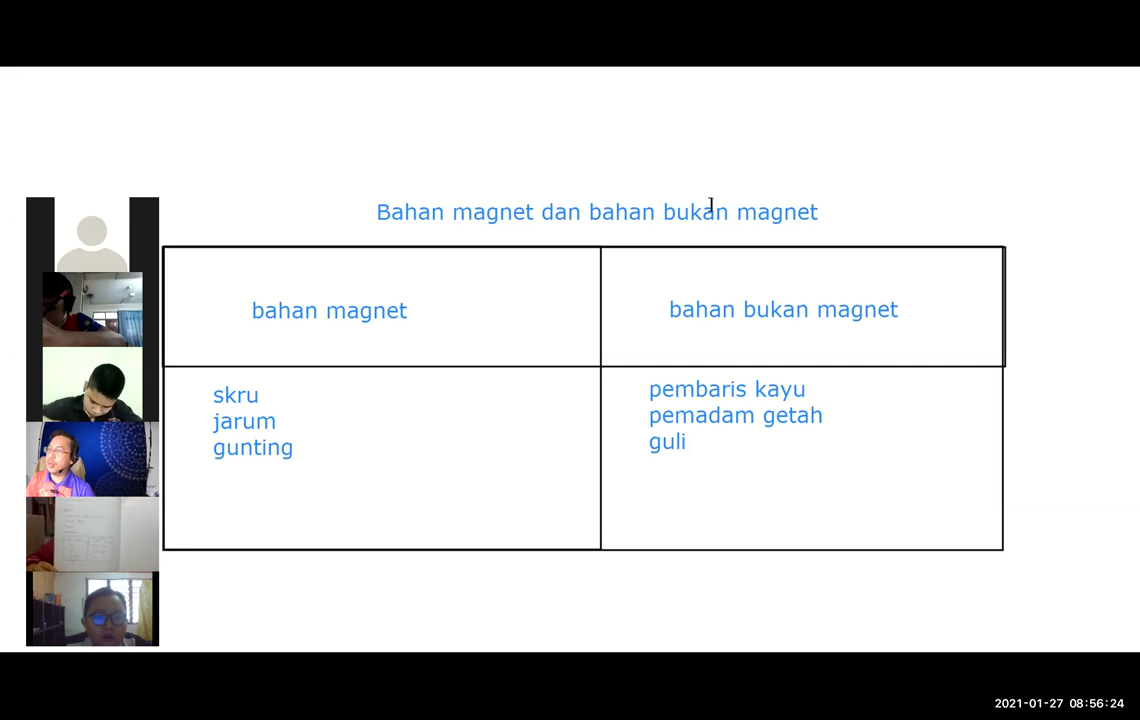 Bahan magnet dan bahan bukan magnet
bahan magnet
bahan bukan magnet
skru
jarum
gunting
pembaris kayu
pemadam getah
guli
2021-01-27 08:56:24